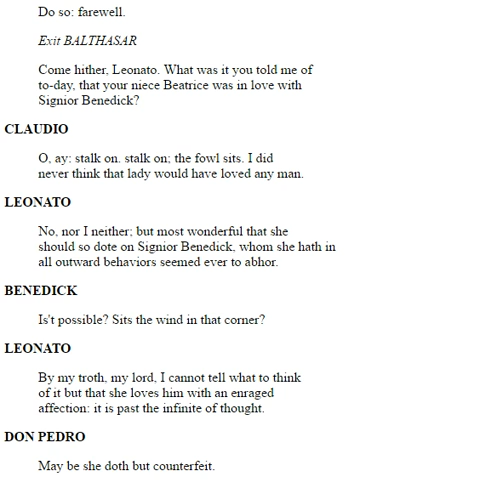 Do so: farewell.
Exit BALTHASAR
Come hither, Leonato. What was it you told me of
to-day, that your niece Beatrice was in love with
Signior Benedick?
CLAUDIO
O, ay: stalk on. stalk on; the fowl sits. I did
never think that lady would have loved any man.
LEONATO
No, nor I neither; but most wonderful that she
should so dote on Signior Benedick, whom she hath in
all outward behaviors seemed ever to abhor.
BENEDICK
Is't possible? Sits the wind in that corner?
LEONATO
By my troth, my lord, I cannot tell what to think
of it but that she loves him with an enraged
affection: it is past the infinite of thought.
DON PEDRO
May be she doth but counterfeit.